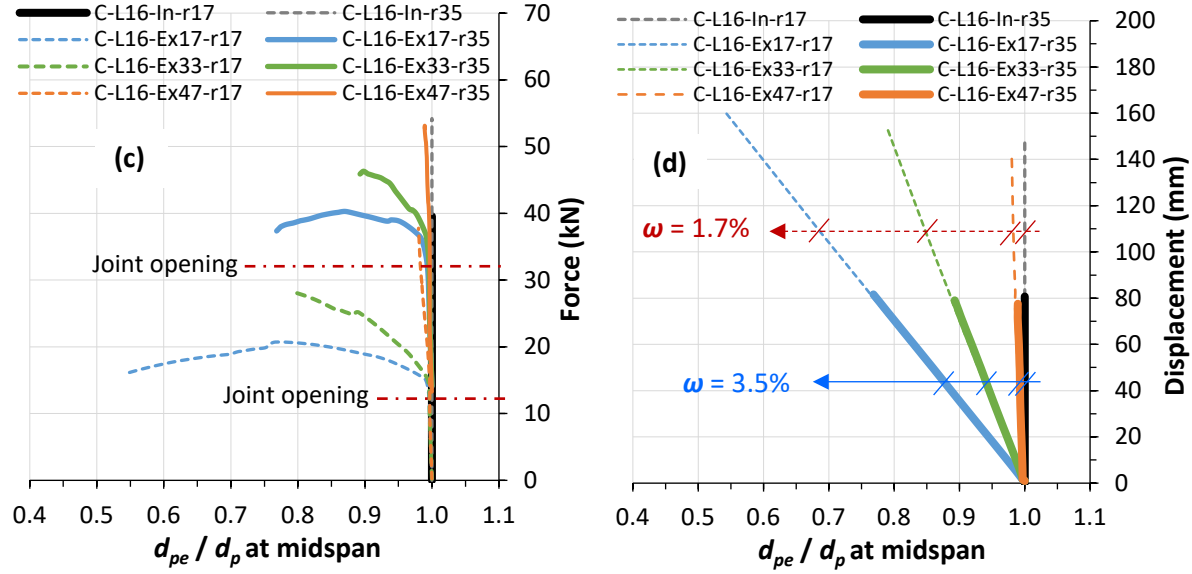 C-L16-In-r17 C-L16-In-r35
C-L16-Ex17-r17 C-L16-Ex17-r35
C-L16-Ex33-r17 C-L16-Ex33-r35
C-L16-Ex47-r17 C-L16-Ex47-r35
(c)
Joint opening
Joint opening
70
60
50
40
30
20
10
0
Force (kN)
0.4 0.5 0.6 0.7 0.8 0.9 1.0 1.1
dpe / dp at midspan
C-L16-In-r17 C-L16-In-r35
C-L16-Ex17-r17 C-L16-Ex17-r35
C-L16-Ex33-r17 C-L16-Ex33-r35
C-L16-Ex47-r17 C-L16-Ex47-r35
(d)
ω = 1.7%
ω = 3.5%
200
180
160
140
120
100
80
60
40
20
0
Displacement (mm)
0.4 0.5 0.6 0.7 0.8 0.9 1.0 1.1
dpe / dp at midspan